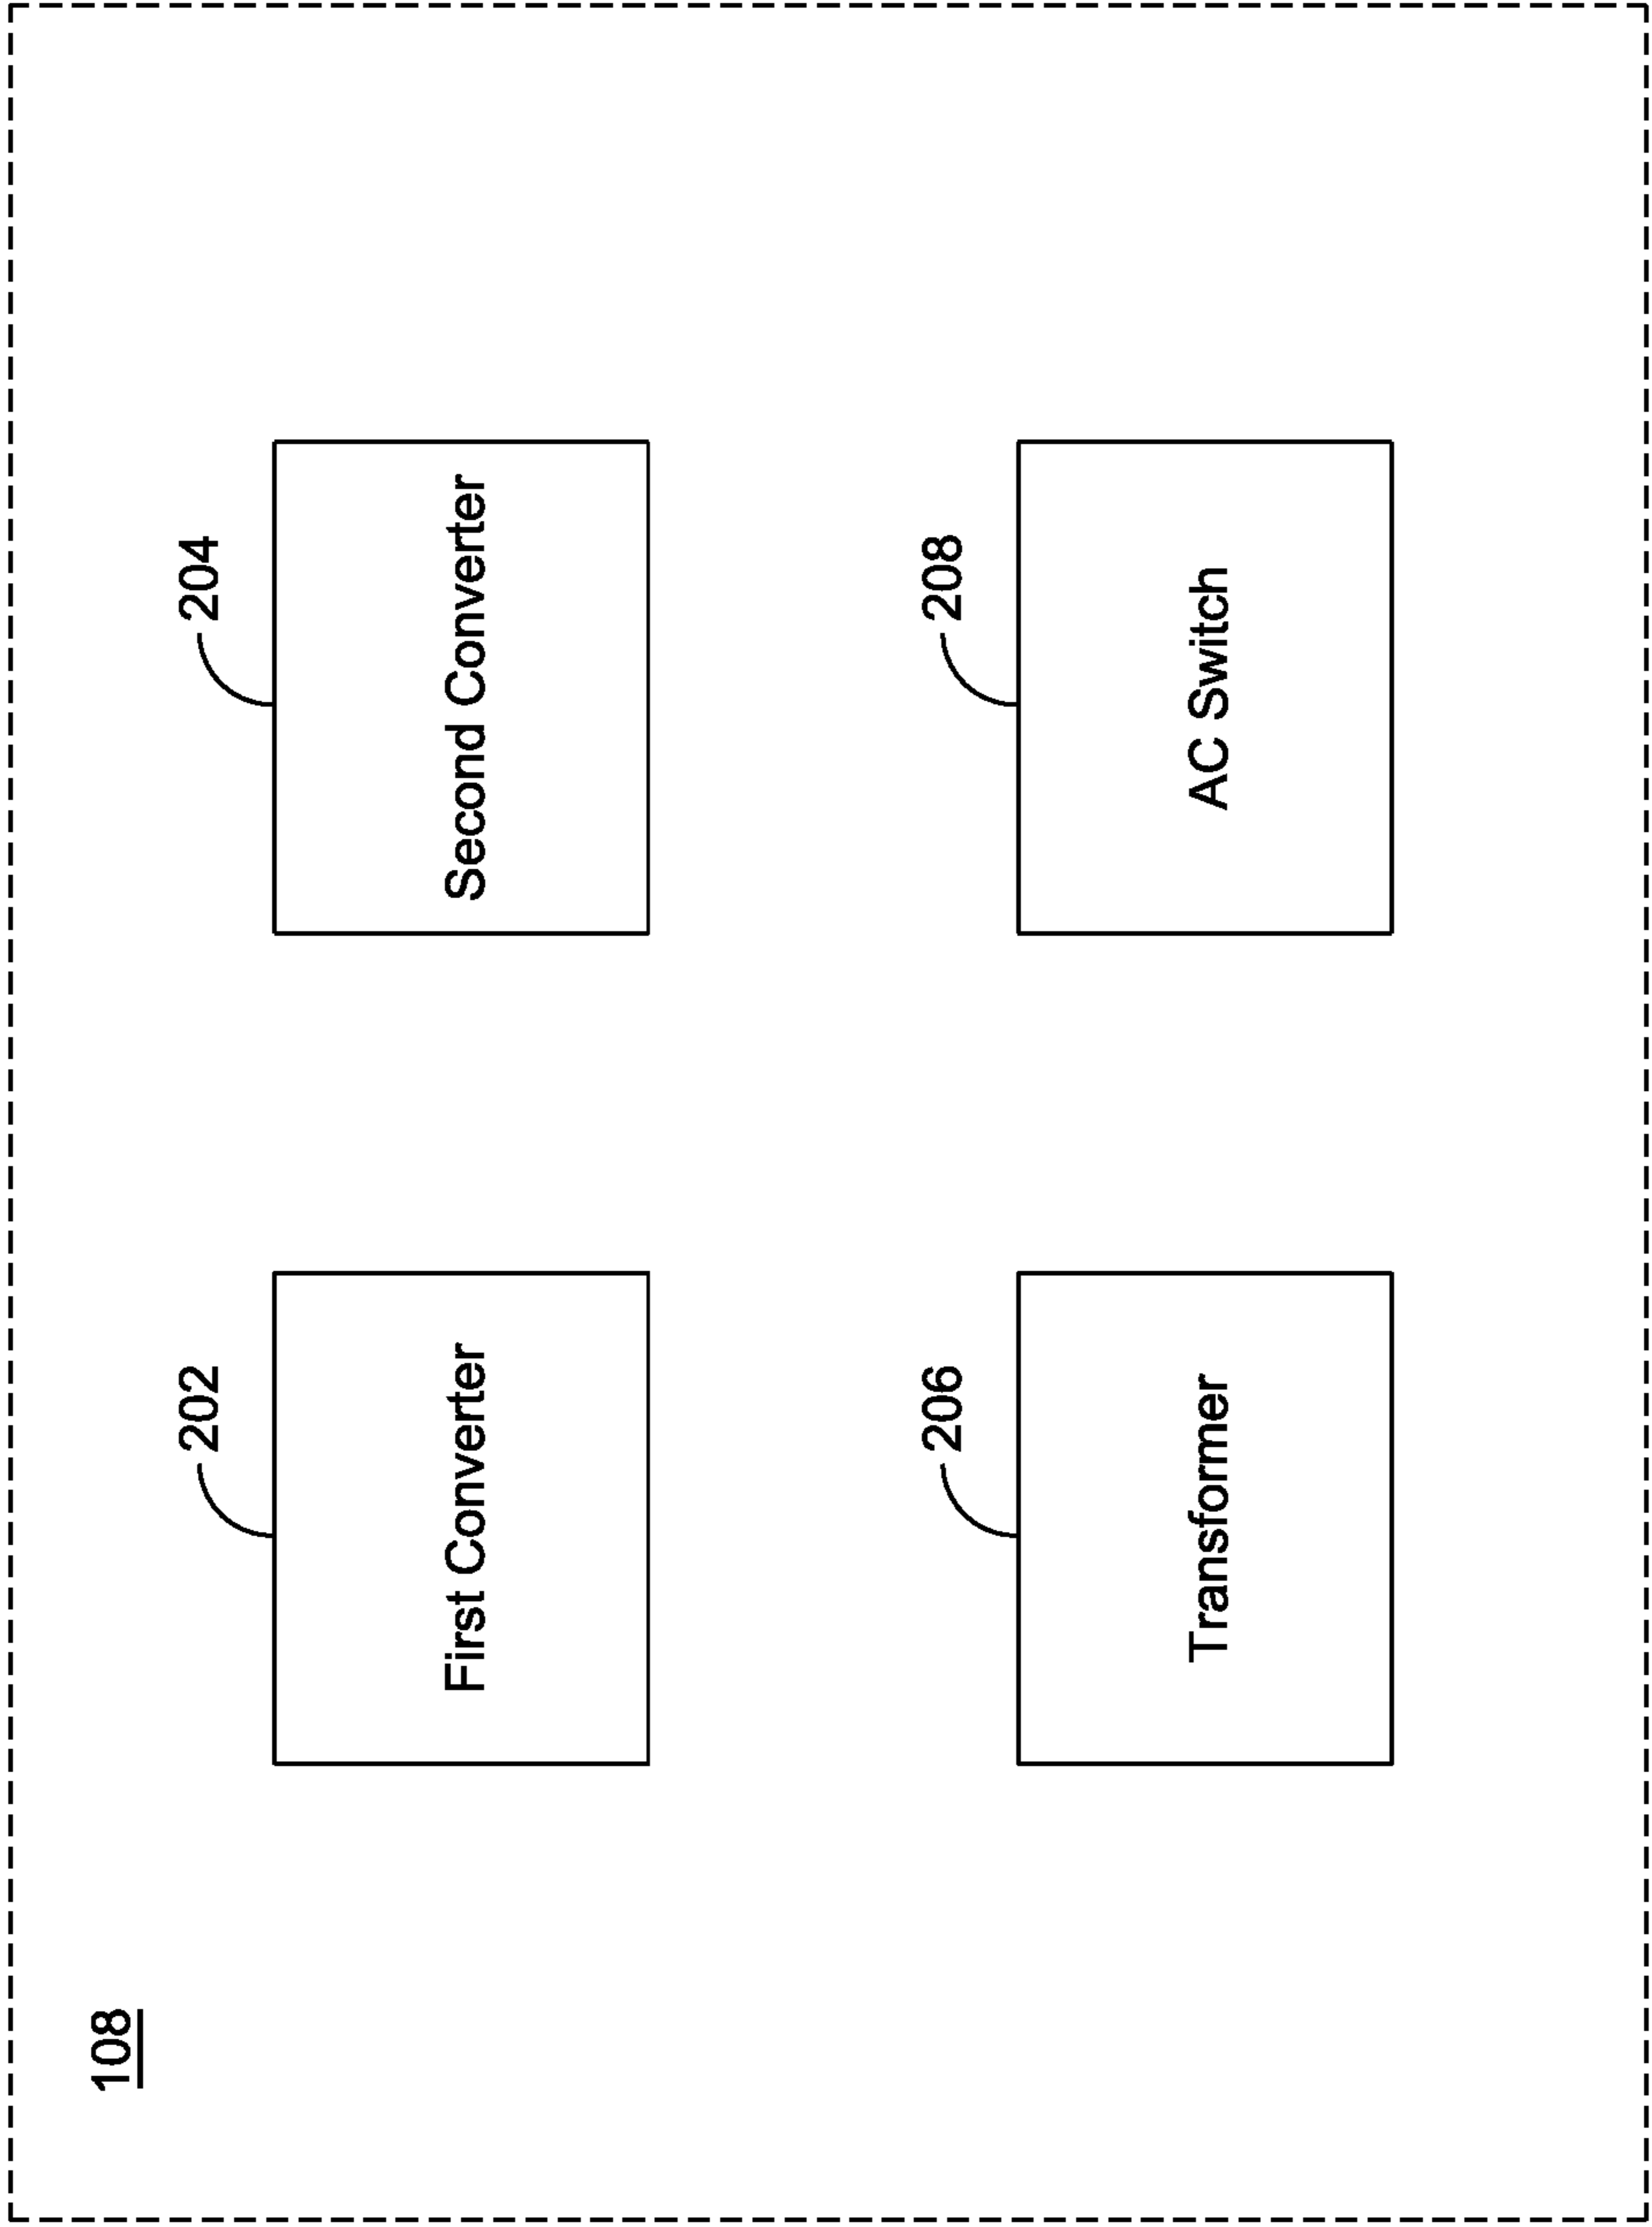 108
202
First Converter
204
Second Converter
206
Transformer
208
AC Switch